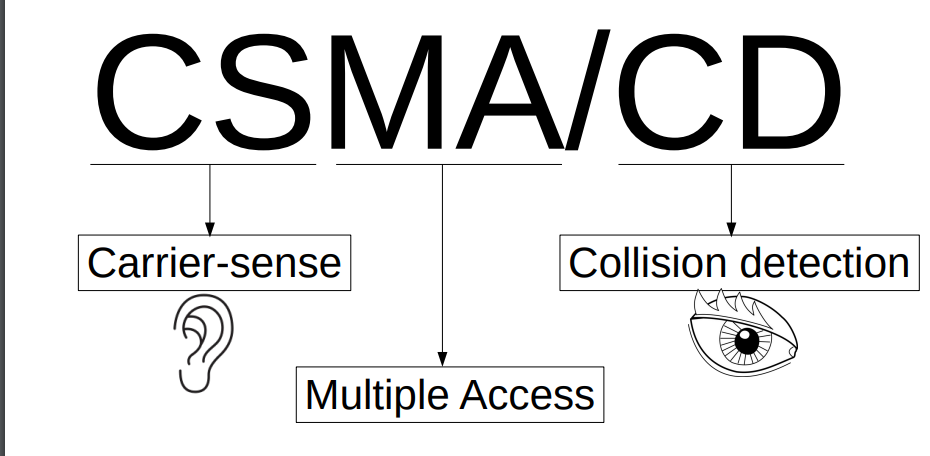 CSMA/CD
Carrier-sense
Collision detection
Multiple Access